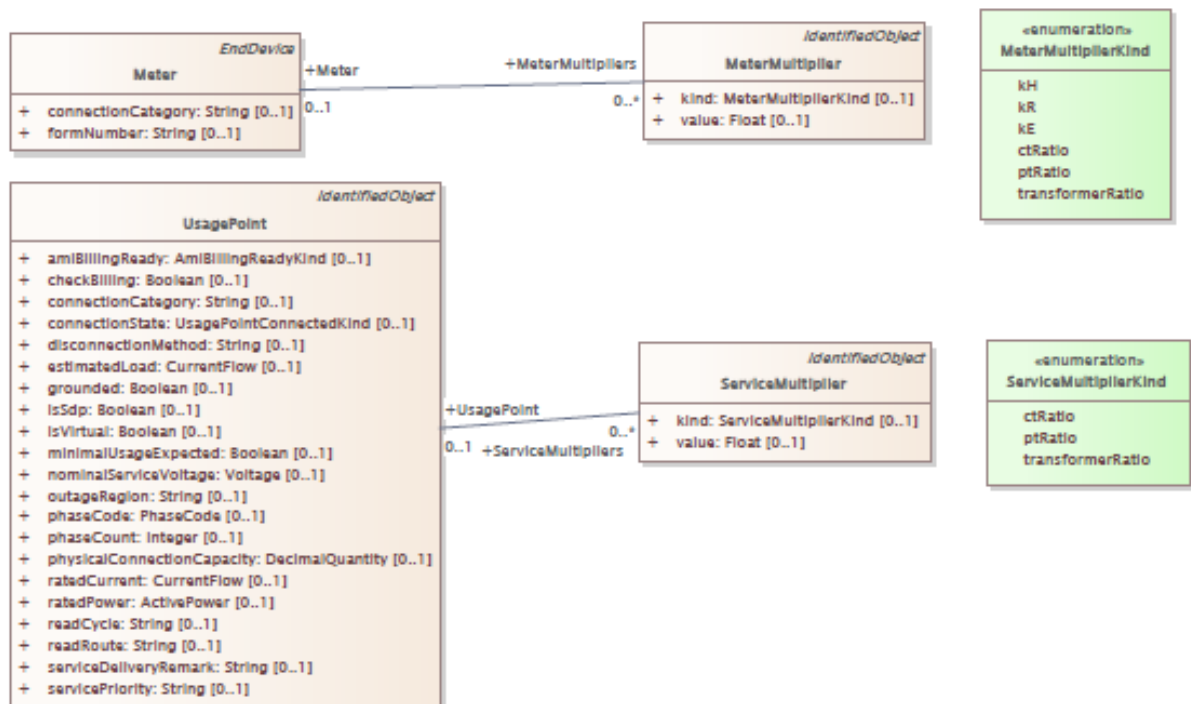 EndDevice
Meter
+ connectionCategory: String [0..1]
+ formNumber: String [0..1]
+Meter
0..1
+MeterMultipliers
0..*
IdentifiedObject
MeterMultiplier
+ kind: MeterMultiplierKind [0..1]
+ value: Float [0..1]
«enumeration»
MeterMultiplierKind
kH
kR
kE
ctRatio
ptRatio
transformerRatio
IdentifiedObject
UsagePoint
+ amiBillingReady: AmiBillingReadyKind [0..1]
+ checkBilling: Boolean [0..1]
+ connectionCategory: String [0..1]
+ connectionState: UsagePointConnectedKind [0..1]
+ disconnectionMethod: String [0..1]
+ estimatedLoad: CurrentFlow [0..1]
+ grounded: Boolean [0..1]
+ isSdp: Boolean [0..1]
+ isVirtual: Boolean [0..1]
+ minimalUsageExpected: Boolean [0..1]
+ nominalServiceVoltage: Voltage [0..1]
+ outageRegion: String [0..1]
+ phaseCode: PhaseCode [0..1]
+ phaseCount: Integer [0..1]
+ physicalConnectionCapacity: DecimalQuantity [0..1]
+ ratedCurrent: CurrentFlow [0..1]
+ ratedPower: ActivePower [0..1]
+ readCycle: String [0..1]
+ readRoute: String [0..1]
+ serviceDeliveryRemark: String [0..1]
+ servicePriority: String [0..1]
+UsagePoint
0..1
+ServiceMultipliers
0..*
IdentifiedObject
ServiceMultiplier
+ kind: ServiceMultiplierKind [0..1]
+ value: Float [0..1]
«enumeration»
ServiceMultiplierKind
ctRatio
ptRatio
transformerRatio